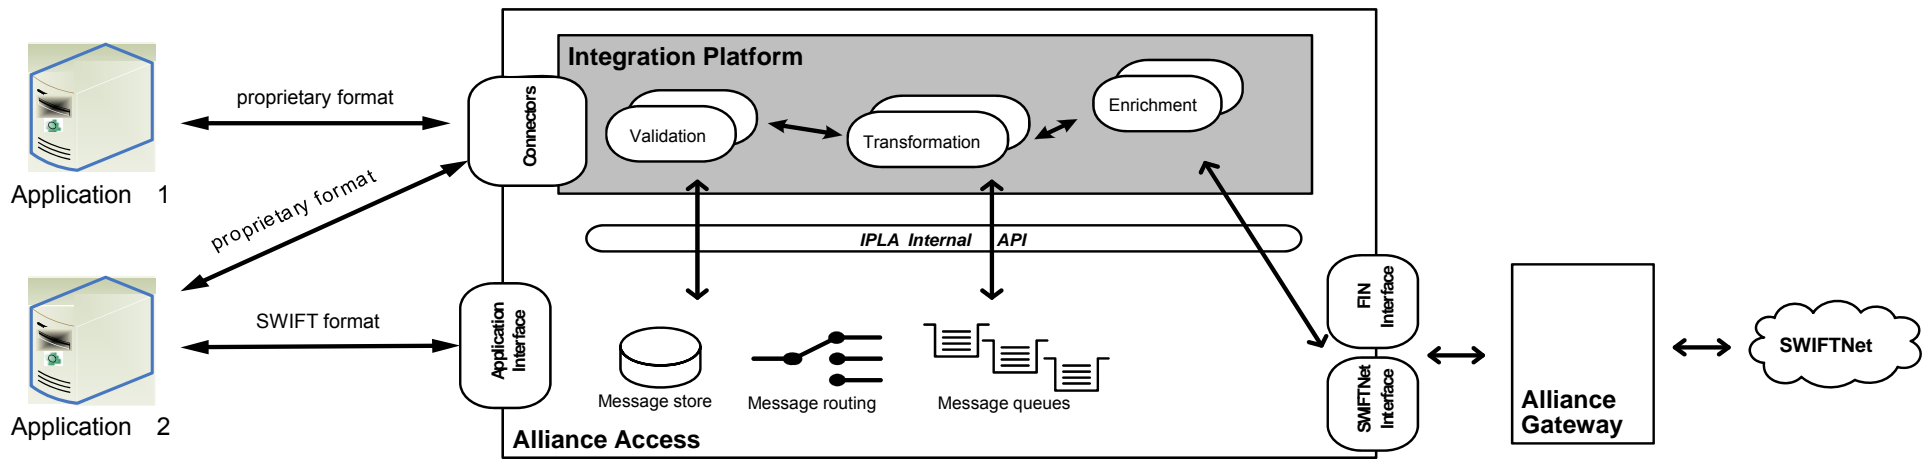 Integration Platform
Connectors
Validation
Transformation
Enrichment
proprietary format
Application 1
proprietary format
IPLA Internal API
SWIFT format
Application 2
Application
Interface
Message store
Message routing
Message queues
Alliance Access
FIN
Interface
SWIFTNet
Interface
Alliance
Gateway
SWIFTNet